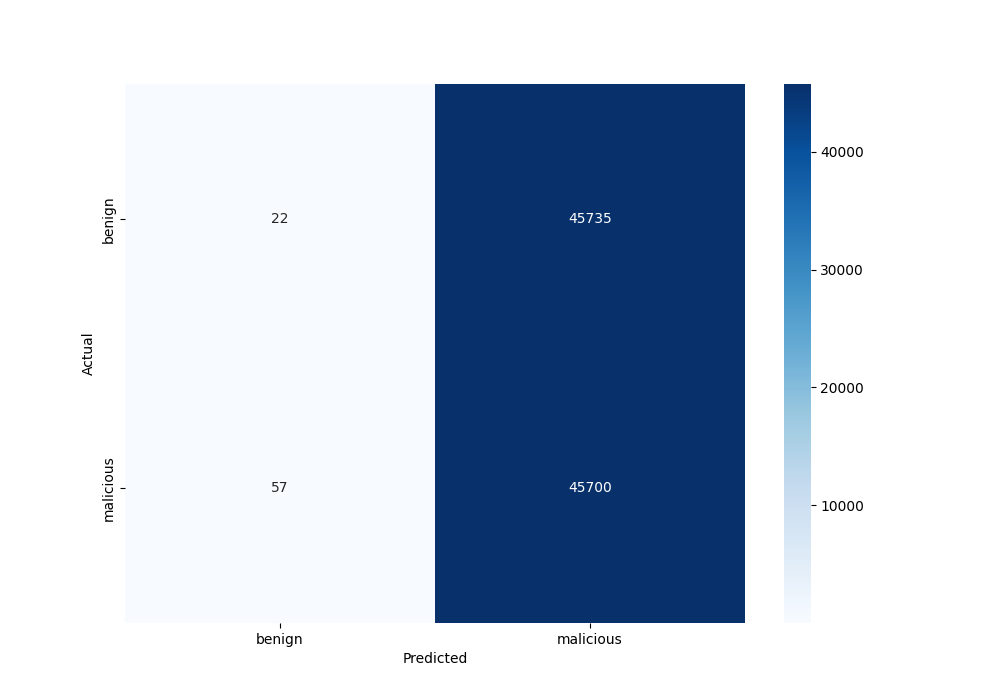 benign
22
45735
Actual
malicious
57
45700
benign
malicious
Predicted
40000
30000
20000
10000